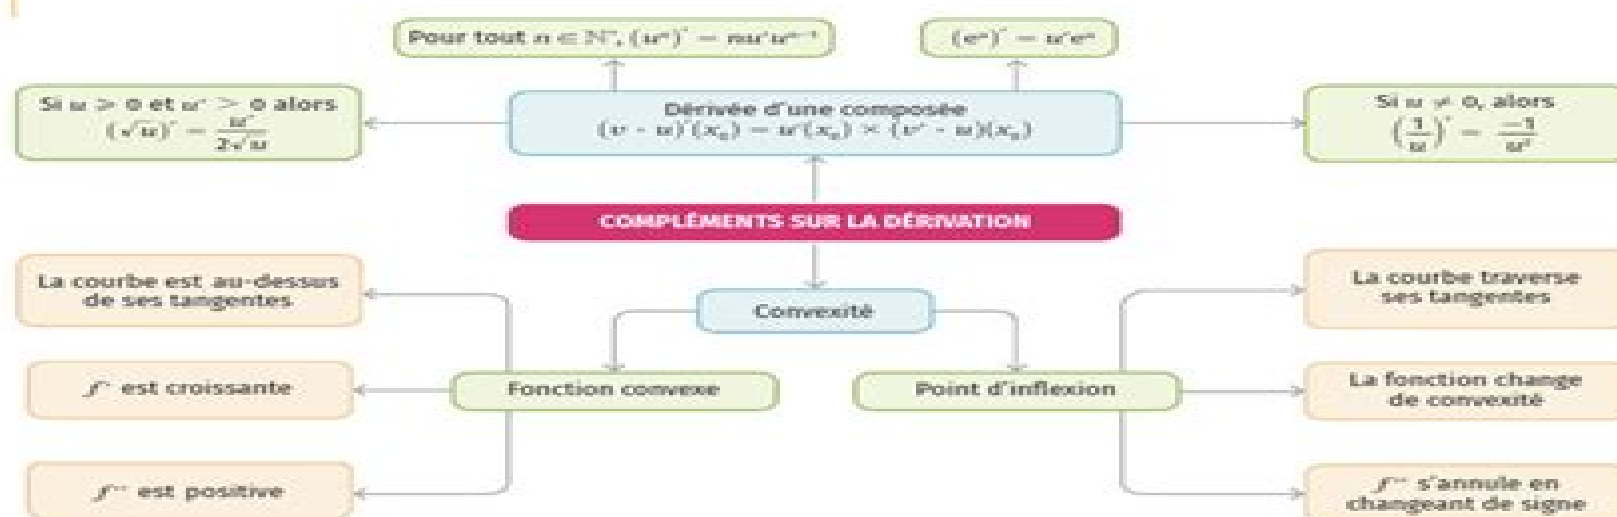 Pour tout n ∈ ℕ*, (uⁿ)' = nu'uⁿ⁻¹
(eᵘ)' = u'eᵘ
Si u > 0 et u' > 0 alors
(√u)' = u' / 2√u
Dérivée d'une composée
(v ∘ u)'(x₀) = u'(x₀) × (v' ∘ u)(x₀)
Si u ≠ 0, alors
(1/u)' = −1/u²
COMPLÉMENTS SUR LA DÉRIVATION
La courbe est au-dessus
de ses tangentes
Convexité
La courbe traverse
ses tangentes
f' est croissante
Fonction convexe
Point d'inflexion
La fonction change
de convexité
f'' est positive
f'' s'annule en
changeant de signe